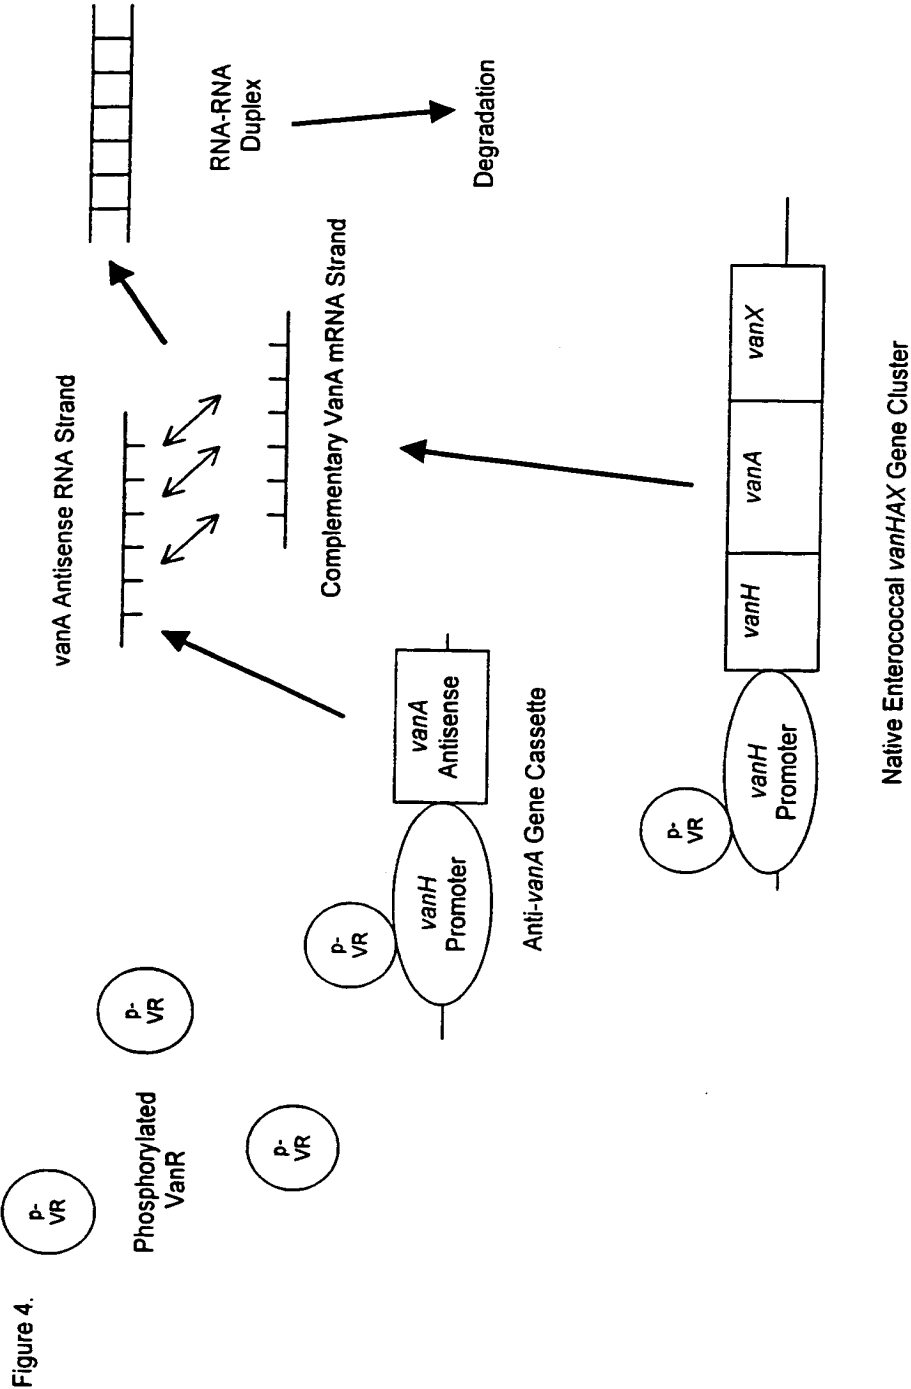 Figure 4.
p-
VR
Phosphorylated
VanR
p-
VR
p-
VR
vanA Antisense RNA Strand
Complementary VanA mRNA Strand
RNA-RNA
Duplex
Degradation
p-
VR
vanH
Promoter
vanA
Antisense
Anti-vanA Gene Cassette
p-
VR
vanH
Promoter
vanH
vanA
vanX
Native Enterococcal vanHAX Gene Cluster